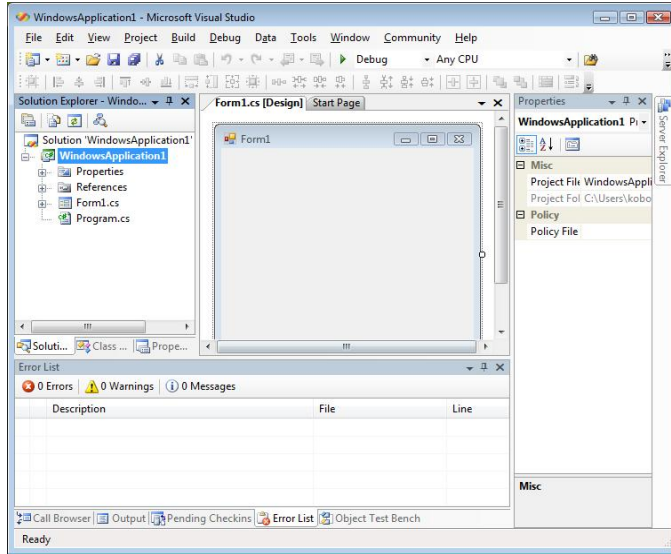 WindowsApplication1 - Microsoft Visual Studio
File Edit View Project Build Debug Data Tools Window Community Help
Debug Any CPU
Solution Explorer - Windo...
Form1.cs [Design] Start Page
Properties
Solution 'WindowsApplication1'
WindowsApplication1
Properties
References
Form1.cs
Program.cs
Form1
WindowsApplication1 Pr
Misc
Project File WindowsAppli
Project Fol C:\Users\kobo
Policy
Policy File
Server Explorer
Soluti... Class ... Prope...
Error List
0 Errors 0 Warnings 0 Messages
Description File Line
Misc
Call Browser Output Pending Checkins Error List Object Test Bench
Ready